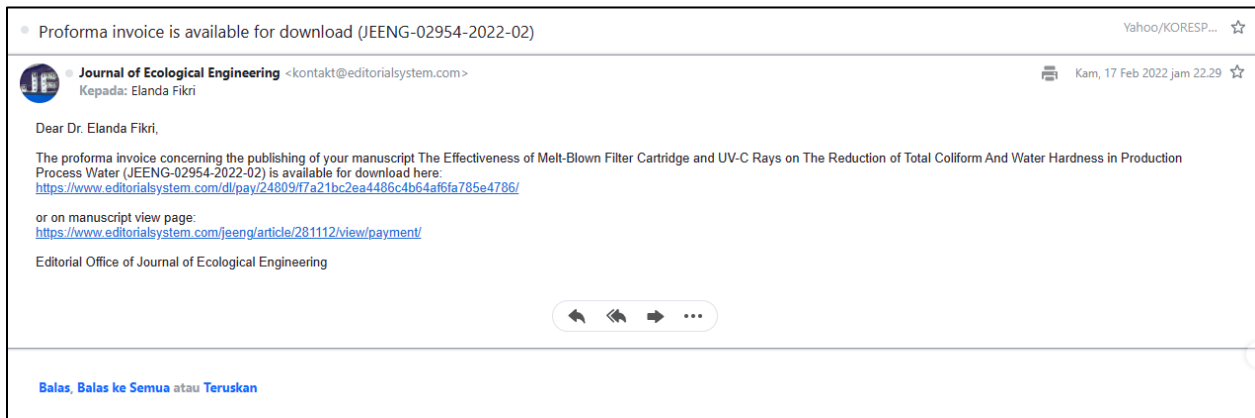 Proforma invoice is available for download (JEENG-02954-2022-02)
Yahoo/KORESP...
JE
Journal of Ecological Engineering <kontakt@editorialsystem.com>
Kam, 17 Feb 2022 jam 22.29
Kepada: Elanda Fikri
Dear Dr. Elanda Fikri,
The proforma invoice concerning the publishing of your manuscript The Effectiveness of Melt-Blown Filter Cartridge and UV-C Rays on The Reduction of Total Coliform And Water Hardness in Production
Process Water (JEENG-02954-2022-02) is available for download here:
https://www.editorialsystem.com/dl/pay/24809/f7a21bc2ea4486c4b64af6fa785e4786/
or on manuscript view page:
https://www.editorialsystem.com/jeeng/article/281112/view/payment/
Editorial Office of Journal of Ecological Engineering
Balas, Balas ke Semua atau Teruskan